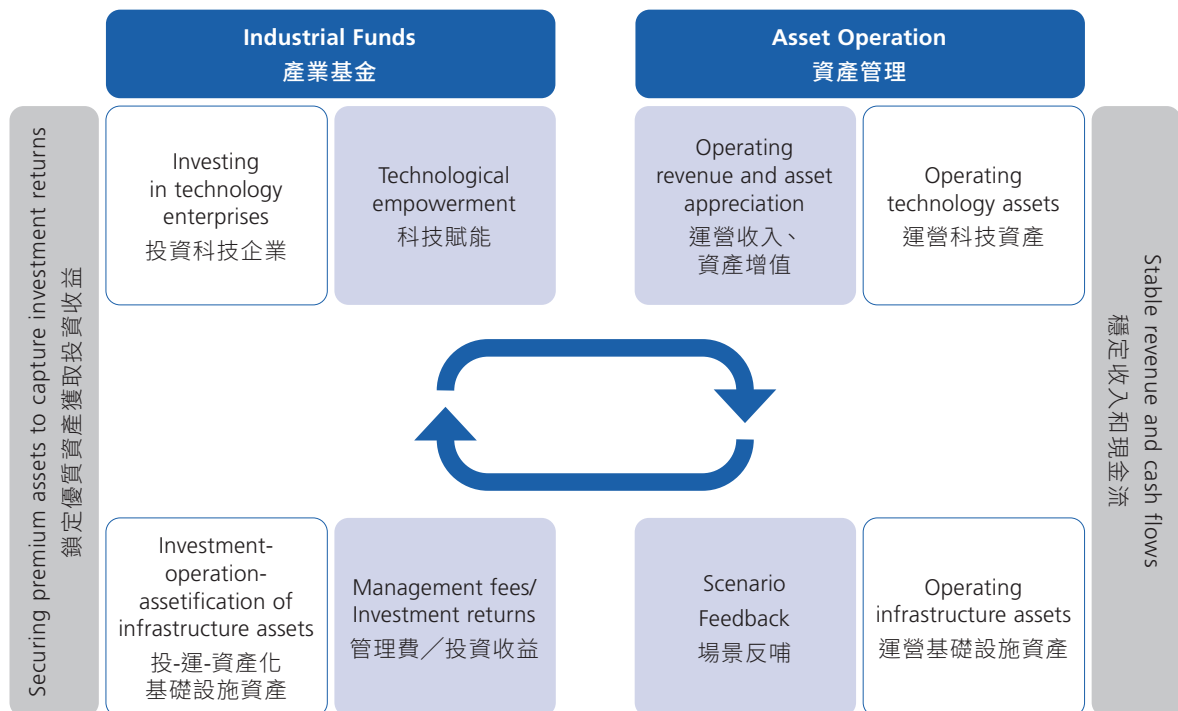 Industrial Funds
產業基金
Asset Operation
資產管理
Securing premium assets to capture investment returns
鎖定優質資產獲取投資收益
Investing
in technology
enterprises
投資科技企業
Technological
empowerment
科技賦能
Operating
revenue and asset
appreciation
運營收入、
資產增值
Operating
technology assets
運營科技資產
Stable revenue and cash flows
穩定收入和現金流
Investment-
operation-
assetification of
infrastructure assets
投-運-資產化
基礎設施資產
Management fees/
Investment returns
管理費／投資收益
Scenario
Feedback
場景反哺
Operating
infrastructure assets
運營基礎設施資產